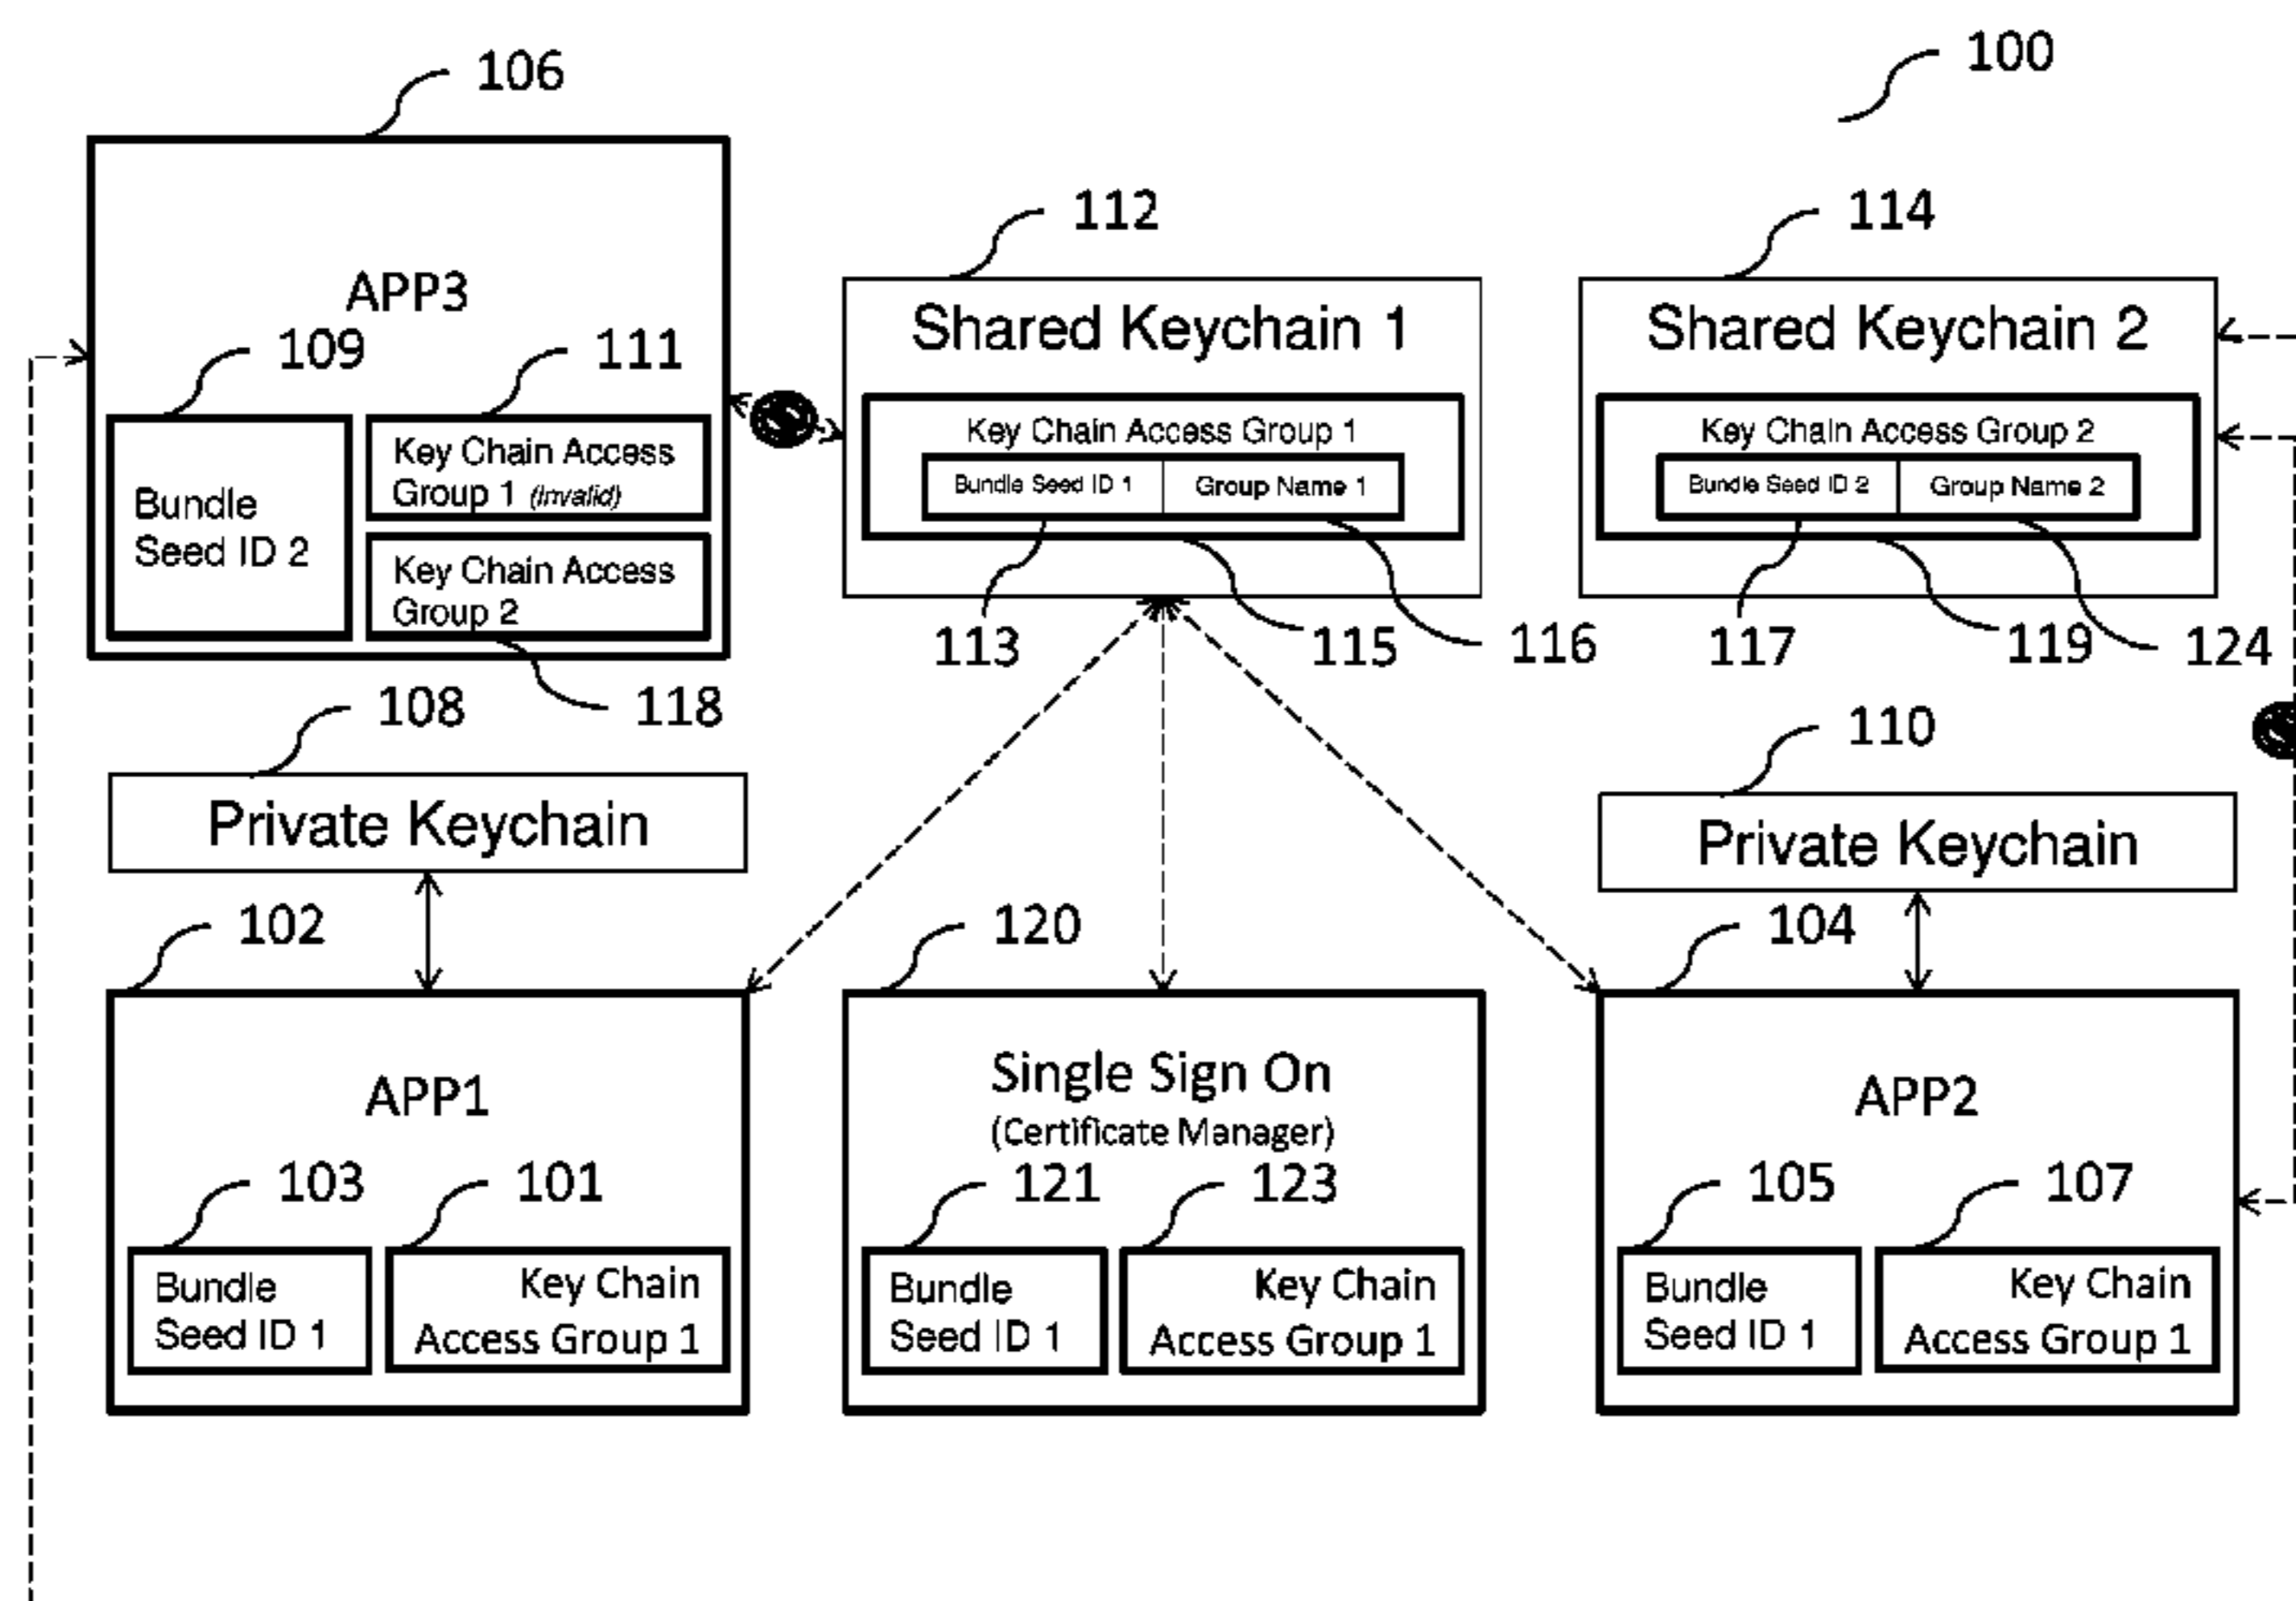 106
100
112
114
APP3
109
111
Shared Keychain 1
Shared Keychain 2
Key Chain Access
Group 1 (invalid)
Bundle
Seed ID 2
Key Chain Access
Group 2
Key Chain Access Group 1
Bundle Seed ID 1
Group Name 1
Key Chain Access Group 2
Bundle Seed ID 2
Group Name 2
113
115
116
117
119
124
118
108
110
Private Keychain
Private Keychain
102
120
104
APP1
Single Sign On
(Certificate Manager)
APP2
103
101
121
123
105
107
Bundle
Seed ID 1
Key Chain
Access Group 1
Bundle
Seed ID 1
Key Chain
Access Group 1
Bundle
Seed ID 1
Key Chain
Access Group 1